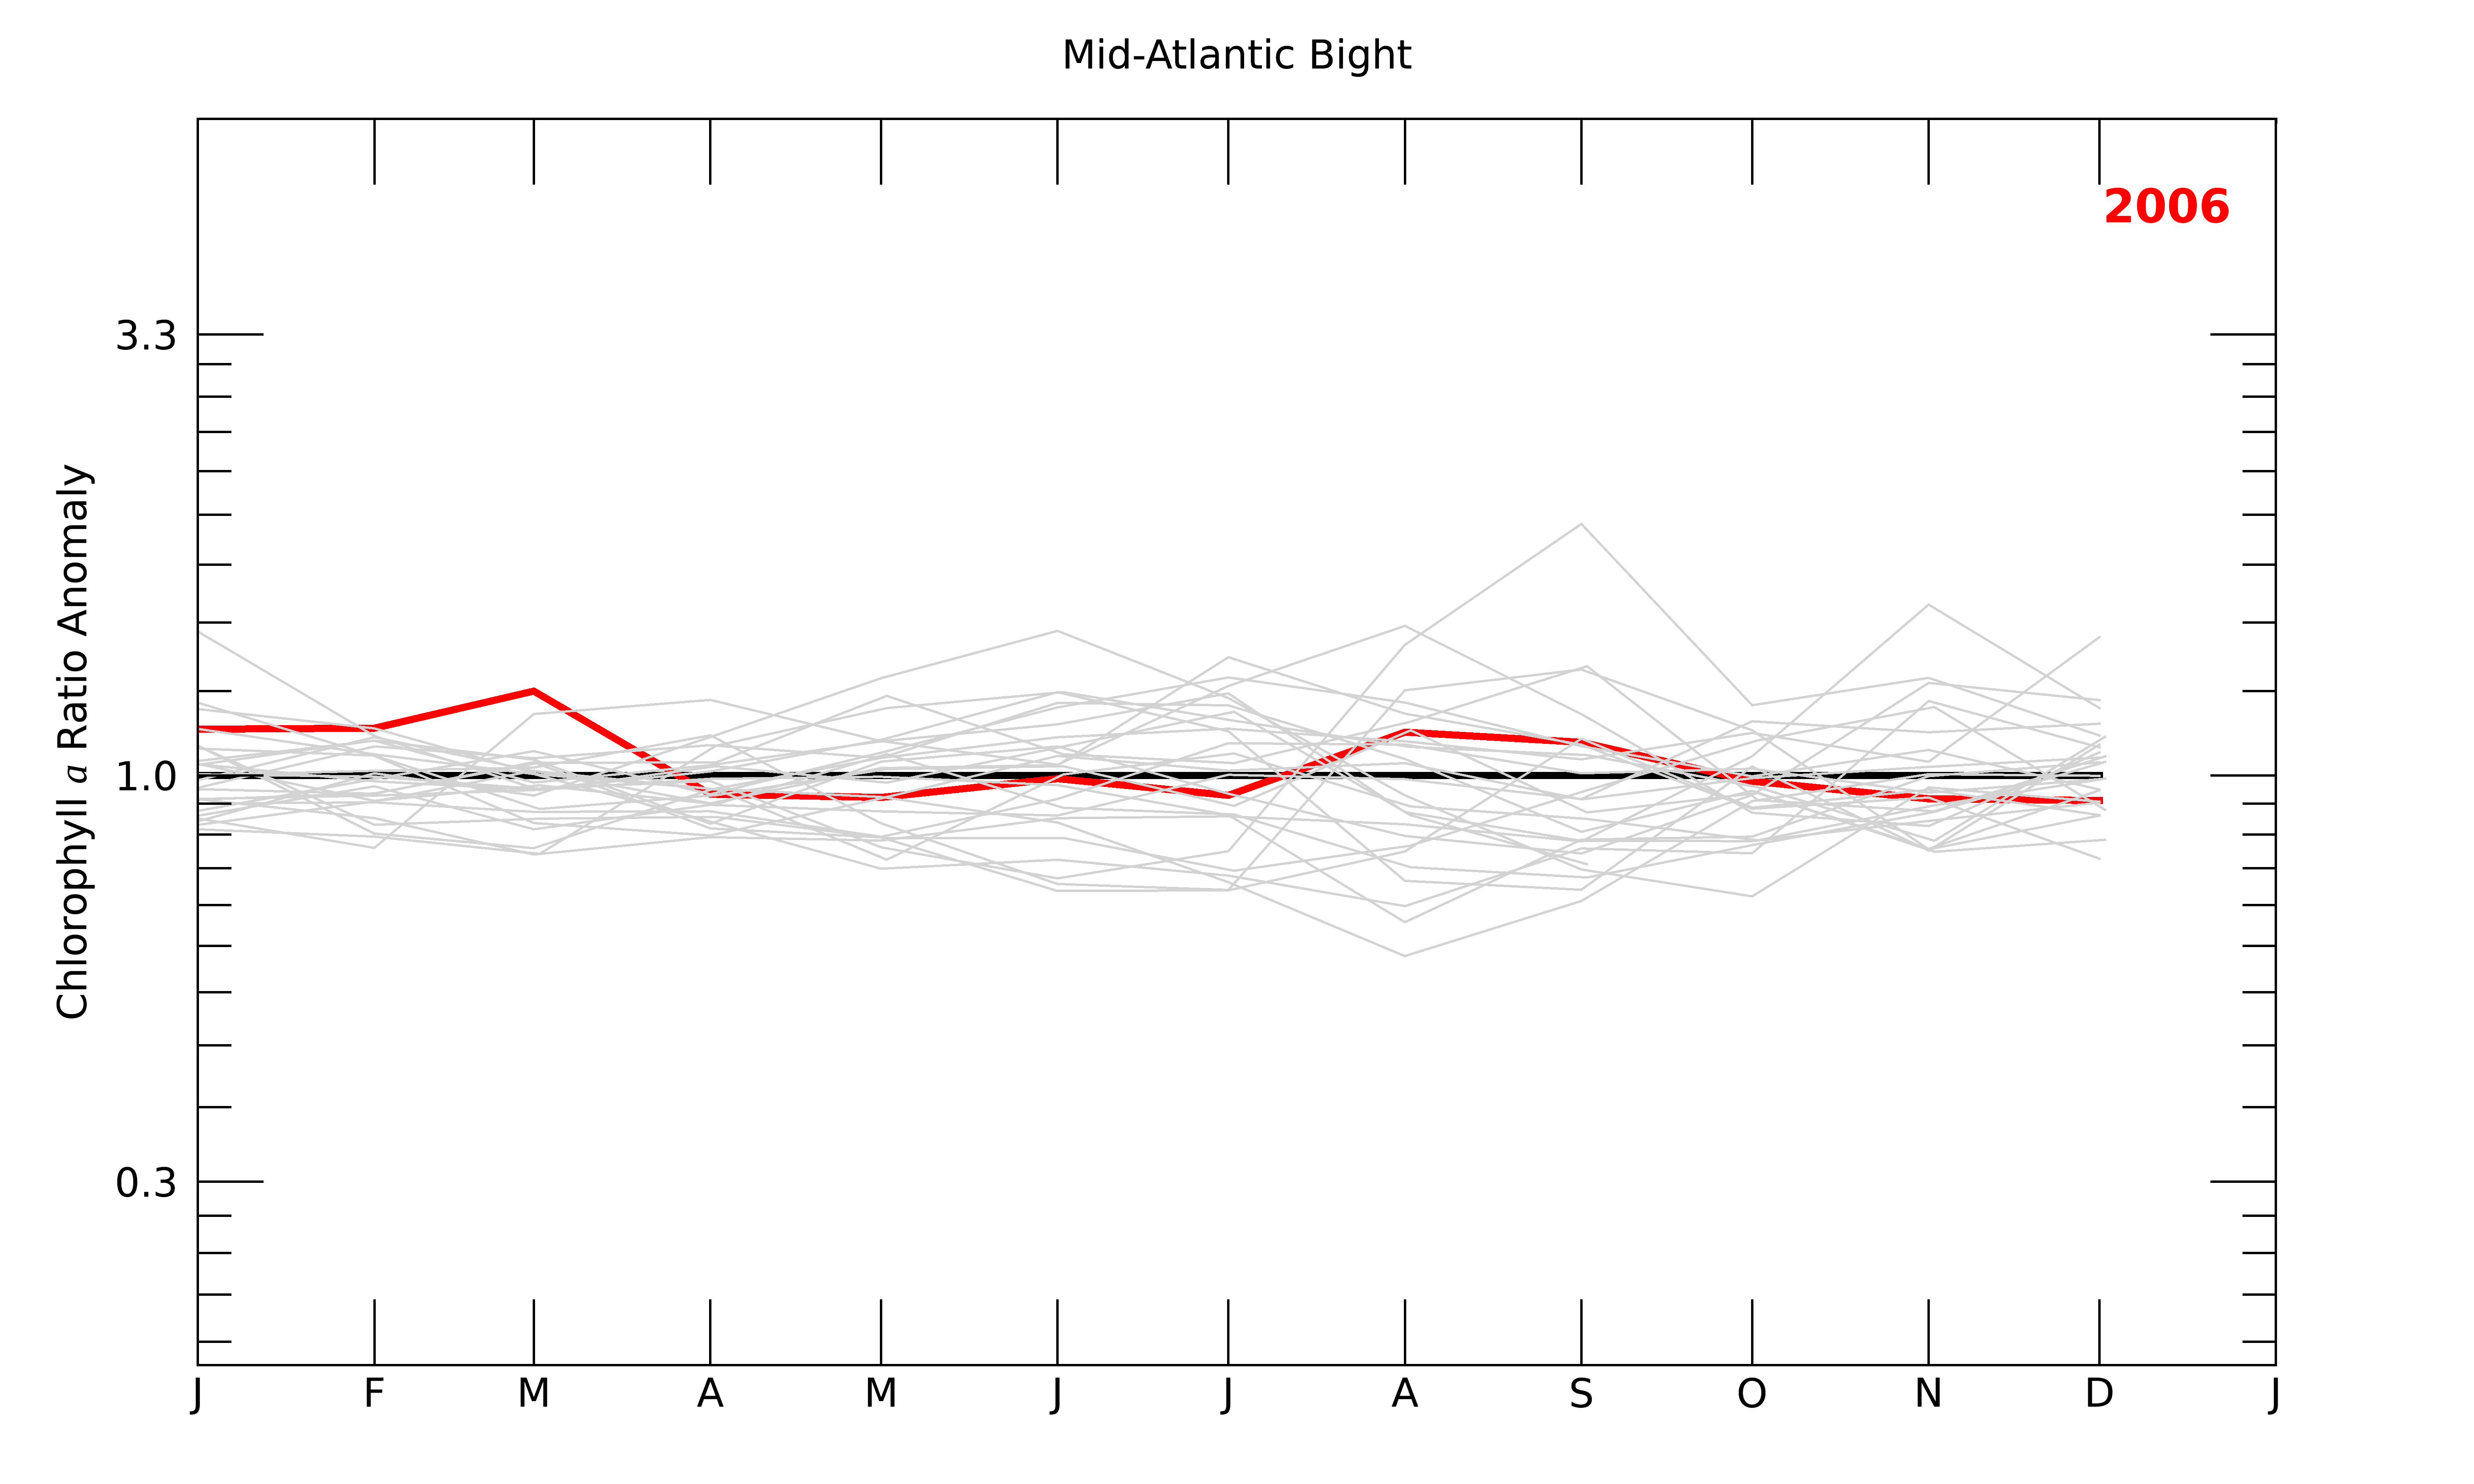 Mid-Atlantic Bight
2006
Chlorophyll a Ratio Anomaly
3.3
1.0
0.3
J F M A M J J A S O N D J